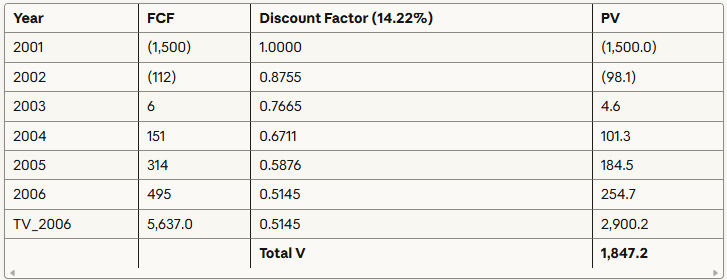 Year FCF Discount Factor (14.22%) PV
2001 (1,500) 1.0000 (1,500.0)
2002 (112) 0.8755 (98.1)
2003 6 0.7665 4.6
2004 151 0.6711 101.3
2005 314 0.5876 184.5
2006 495 0.5145 254.7
TV_2006 5,637.0 0.5145 2,900.2
Total V 1,847.2